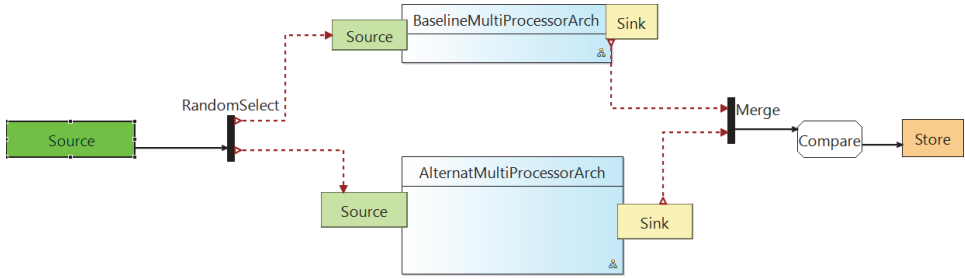 BaselineMultiProcessorArch
Sink
Source
RandomSelect
Merge
Source
Compare
Store
AlternatMultiProcessorArch
Source
Sink